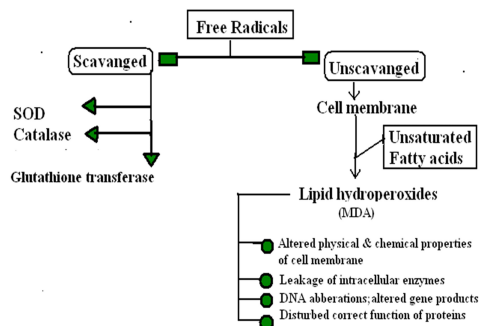 Free Radicals
Scavanged
Unscavanged
SOD
Catalase
Glutathione transferase
Cell membrane
Unsaturated
Fatty acids
Lipid hydroperoxides
(MDA)
Altered physical & chemical properties
of cell membrane
Leakage of intracellular enzymes
DNA abberations; altered gene products
Disturbed correct function of proteins